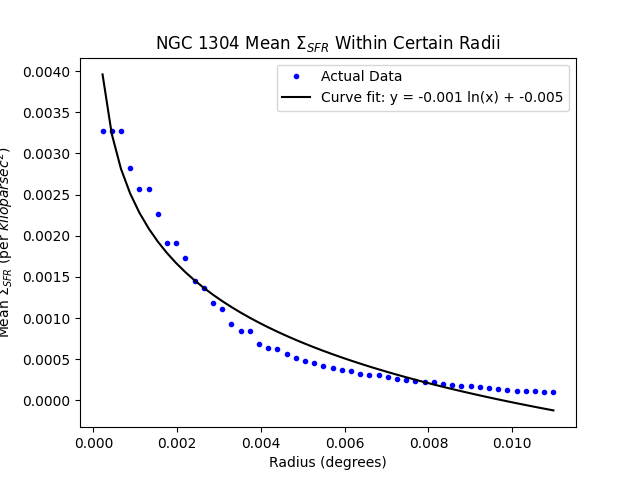 NGC 1304 Mean Σ_SFR Within Certain Radii
Actual Data
Curve fit: y = -0.001 ln(x) + -0.005
0.0040
0.0035
0.0030
0.0025
0.0020
0.0015
0.0010
0.0005
0.0000
Mean Σ_SFR (per kiloparsec²)
0.000 0.002 0.004 0.006 0.008 0.010
Radius (degrees)